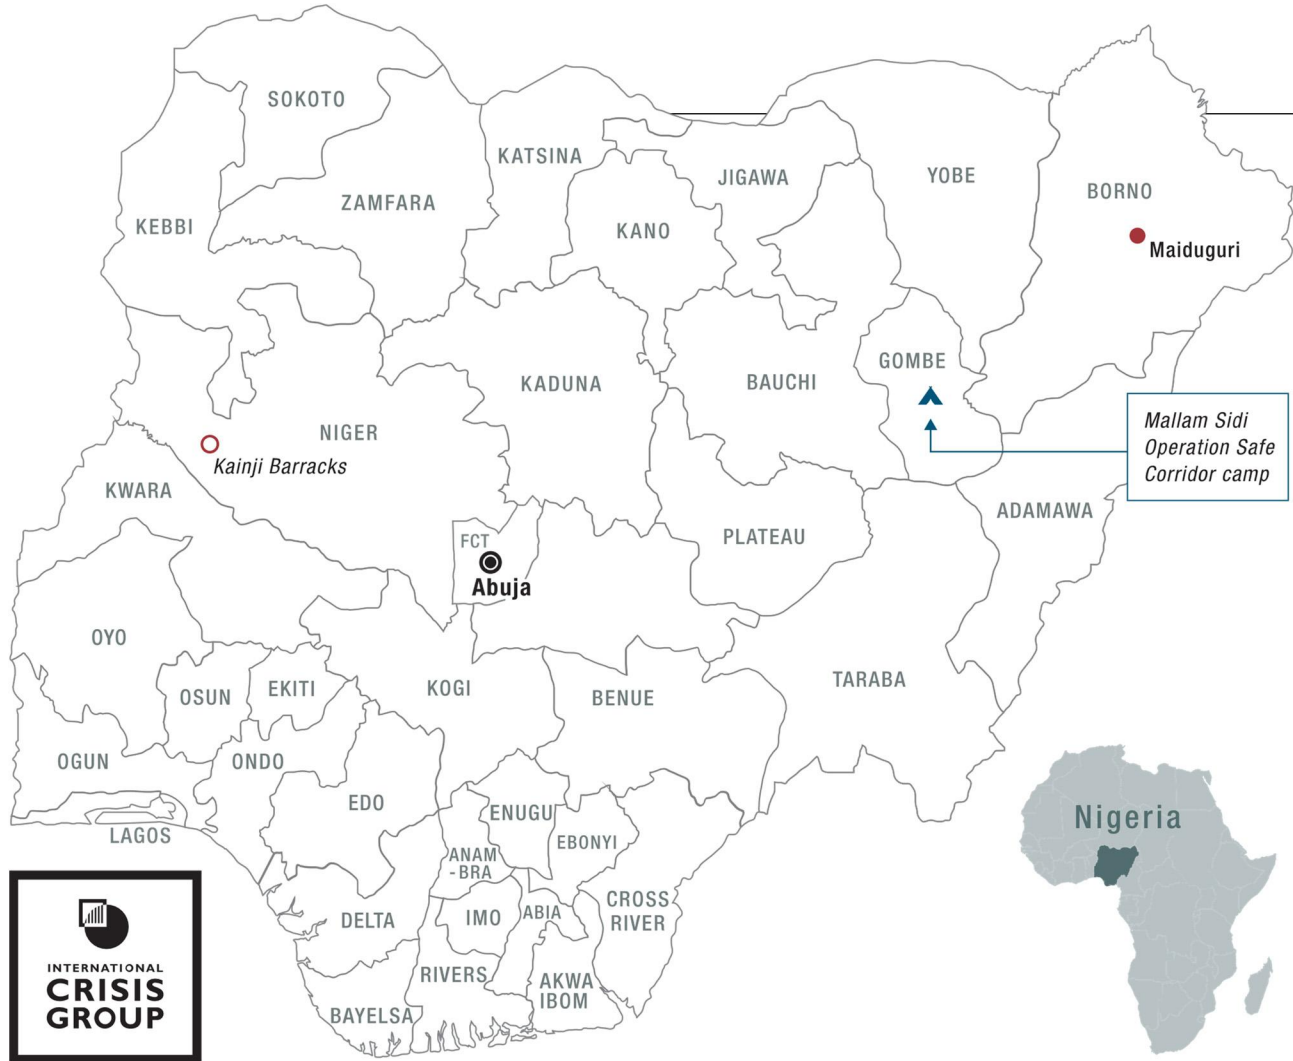 SOKOTO
KATSINA
JIGAWA
YOBE
BORNO
ZAMFARA
KEBBI
KANO
Maiduguri
GOMBE
KADUNA
BAUCHI
NIGER
Mallam Sidi
Operation Safe
Corridor camp
Kainji Barracks
KWARA
ADAMAWA
PLATEAU
FCT
Abuja
OYO
TARABA
OSUN
EKITI
KOGI
BENUE
OGUN
ONDO
EDO
ENUGU
Nigeria
LAGOS
EBONYI
ANAM
-BRA
CROSS
RIVER
DELTA
IMO
ABIA
RIVERS
AKWA
IBOM
BAYELSA
INTERNATIONAL
CRISIS
GROUP